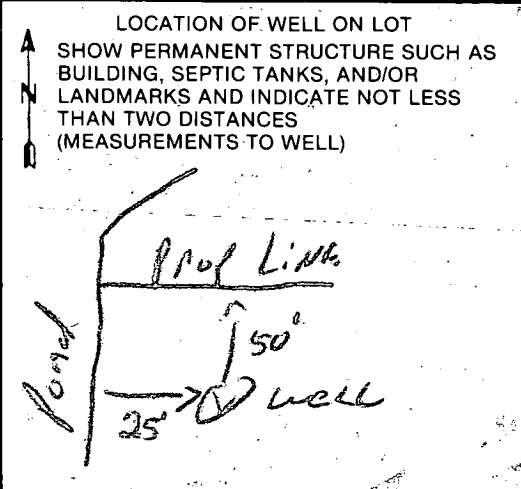 LOCATION OF WELL ON LOT
SHOW PERMANENT STRUCTURE SUCH AS
BUILDING, SEPTIC TANKS, AND/OR
N LANDMARKS AND INDICATE NOT LESS
THAN TWO DISTANCES
(MEASUREMENTS TO WELL)
Prop Line
50'
Road
25' well